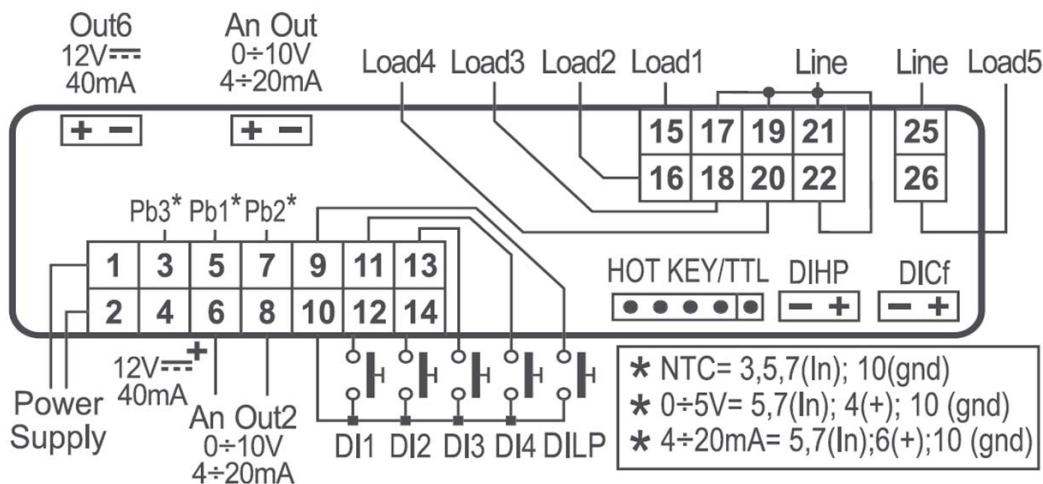 Out6
12V
40mA
An Out
0÷10V
4÷20mA
Load4 Load3 Load2 Load1 Line Line Load5
+ −
+ −
15 17 19 21
16 18 20 22
25
26
Pb3* Pb1* Pb2*
1 3 5 7 9 11 13
2 4 6 8 10 12 14
HOT KEY/TTL
DIHP
− +
DICf
− +
Power
Supply
12V +
40mA
An Out2
0÷10V
4÷20mA
DI1 DI2 DI3 DI4 DILP
* NTC= 3,5,7(In); 10(gnd)
* 0÷5V= 5,7(In); 4(+); 10 (gnd)
* 4÷20mA= 5,7(In);6(+);10 (gnd)